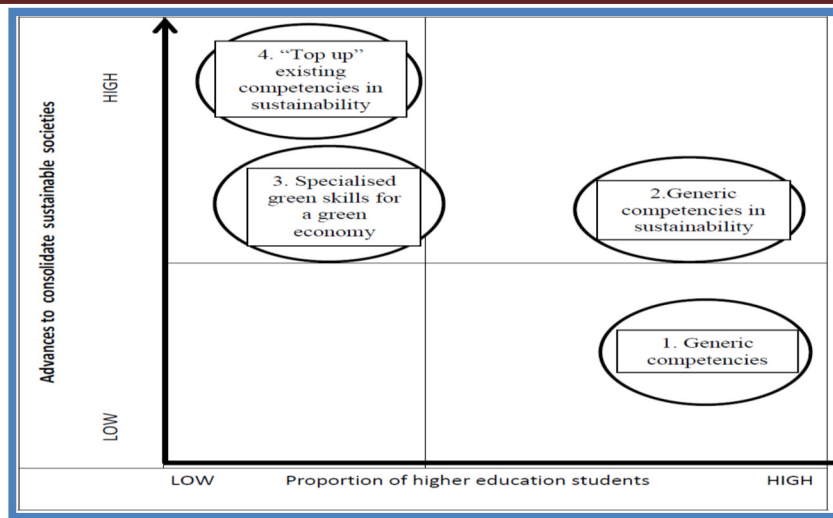 Advances to consolidate sustainable societies
HIGH
LOW
4. “Top up”
existing
competencies in
sustainability
3. Specialised
green skills for
a green
economy
2.Generic
competencies in
sustainability
1. Generic
competencies
LOW
Proportion of higher education students
HIGH